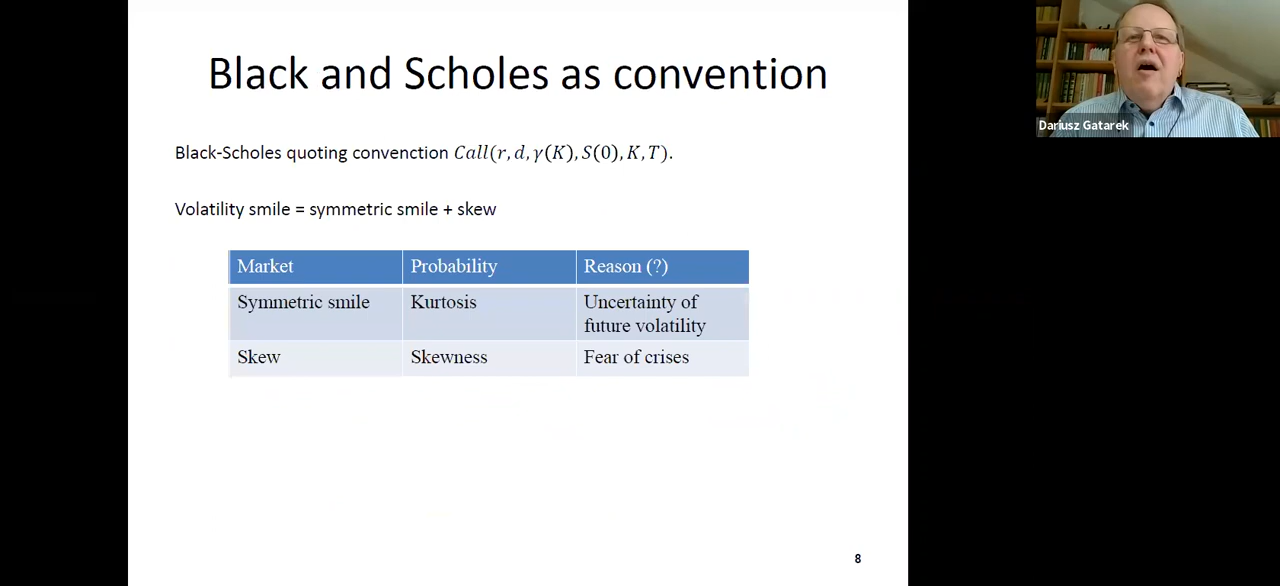 Black and Scholes as convention
Dariusz Gatarek
Black-Scholes quoting convenction Call(r, d, γ(K), S(0), K, T).
Volatility smile = symmetric smile + skew
Market Probability Reason (?)
Symmetric smile Kurtosis Uncertainty of
future volatility
Skew Skewness Fear of crises
8